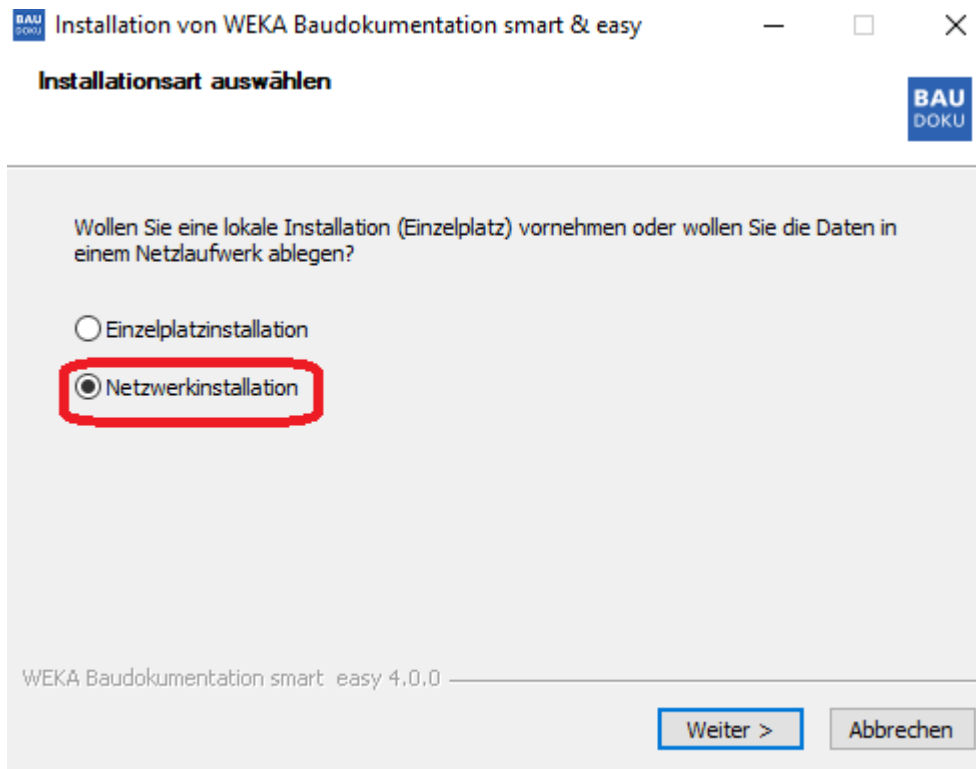 BAU
DOKU
Installation von WEKA Baudokumentation smart & easy
Installationsart auswählen
BAU
DOKU
Wollen Sie eine lokale Installation (Einzelplatz) vornehmen oder wollen Sie die Daten in
einem Netzlaufwerk ablegen?
Einzelplatzinstallation
Netzwerkinstallation
WEKA Baudokumentation smart  easy 4.0.0
Weiter >
Abbrechen